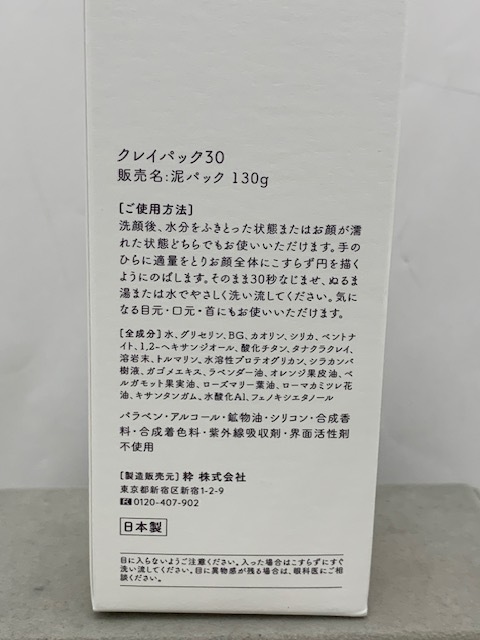 クレイパック30
販売名:泥パック 130g
［ご使用方法］
洗顔後、水分をふきとった状態またはお顔が濡
れた状態どちらでもお使いいただけます。手の
ひらに適量をとりお顔全体にこすらず円を描く
ようにのばします。そのまま30秒なじませ、ぬるま
湯または水でやさしく洗い流してください。気に
なる目元・口元・首にもお使いいただけます。
［全成分］水、グリセリン、BG、カオリン、シリカ、ベントナ
イト、1,2-ヘキサンジオール、酸化チタン、タナクラクレイ、
溶岩末、トルマリン、水溶性プロテオグリカン、シラカンバ
樹液、ガゴメエキス、ラベンダー油、オレンジ果皮油、ベ
ルガモット果実油、ローズマリー葉油、ローマカミツレ花
油、キサンタンガム、水酸化Al、フェノキシエタノール
パラベン・アルコール・鉱物油・シリコン・合成香
料・合成着色料・紫外線吸収剤・界面活性剤
不使用
［製造販売元］粋 株式会社
東京都新宿区新宿1-2-9
0120-407-902
日本製
目に入らないようご注意ください。入った場合はこすらずにすぐ
洗い流してください。目に異物感が残る場合は、眼科医にご相
談ください。